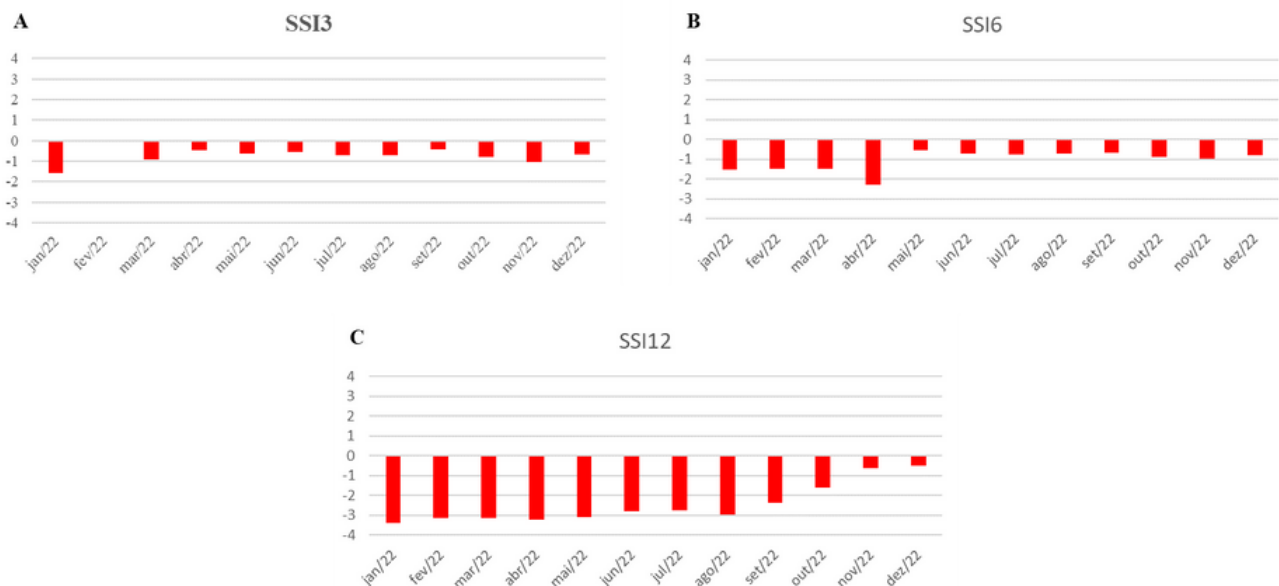 A
SSI3
4
3
2
1
0
-1
-2
-3
-4
jan/22
fev/22
mar/22
abr/22
mai/22
jun/22
jul/22
ago/22
set/22
out/22
nov/22
dez/22
B
SSI6
4
3
2
1
0
-1
-2
-3
-4
jan/22
fev/22
mar/22
abr/22
mai/22
jun/22
jul/22
ago/22
set/22
out/22
nov/22
dez/22
C
SSI12
4
3
2
1
0
-1
-2
-3
-4
jan/22
fev/22
mar/22
abr/22
mai/22
jun/22
jul/22
ago/22
set/22
out/22
nov/22
dez/22